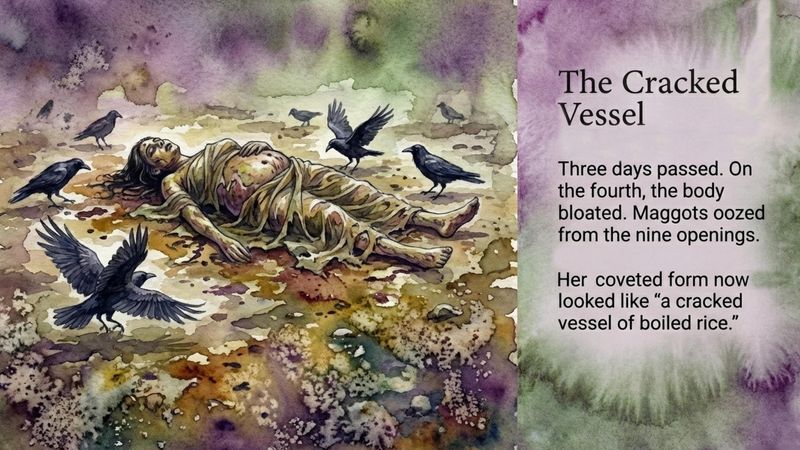 The Cracked
Vessel
Three days passed. On
the fourth, the body
bloated. Maggots oozed
from the nine openings.
Her coveted form now
looked like “a cracked
vessel of boiled rice.”